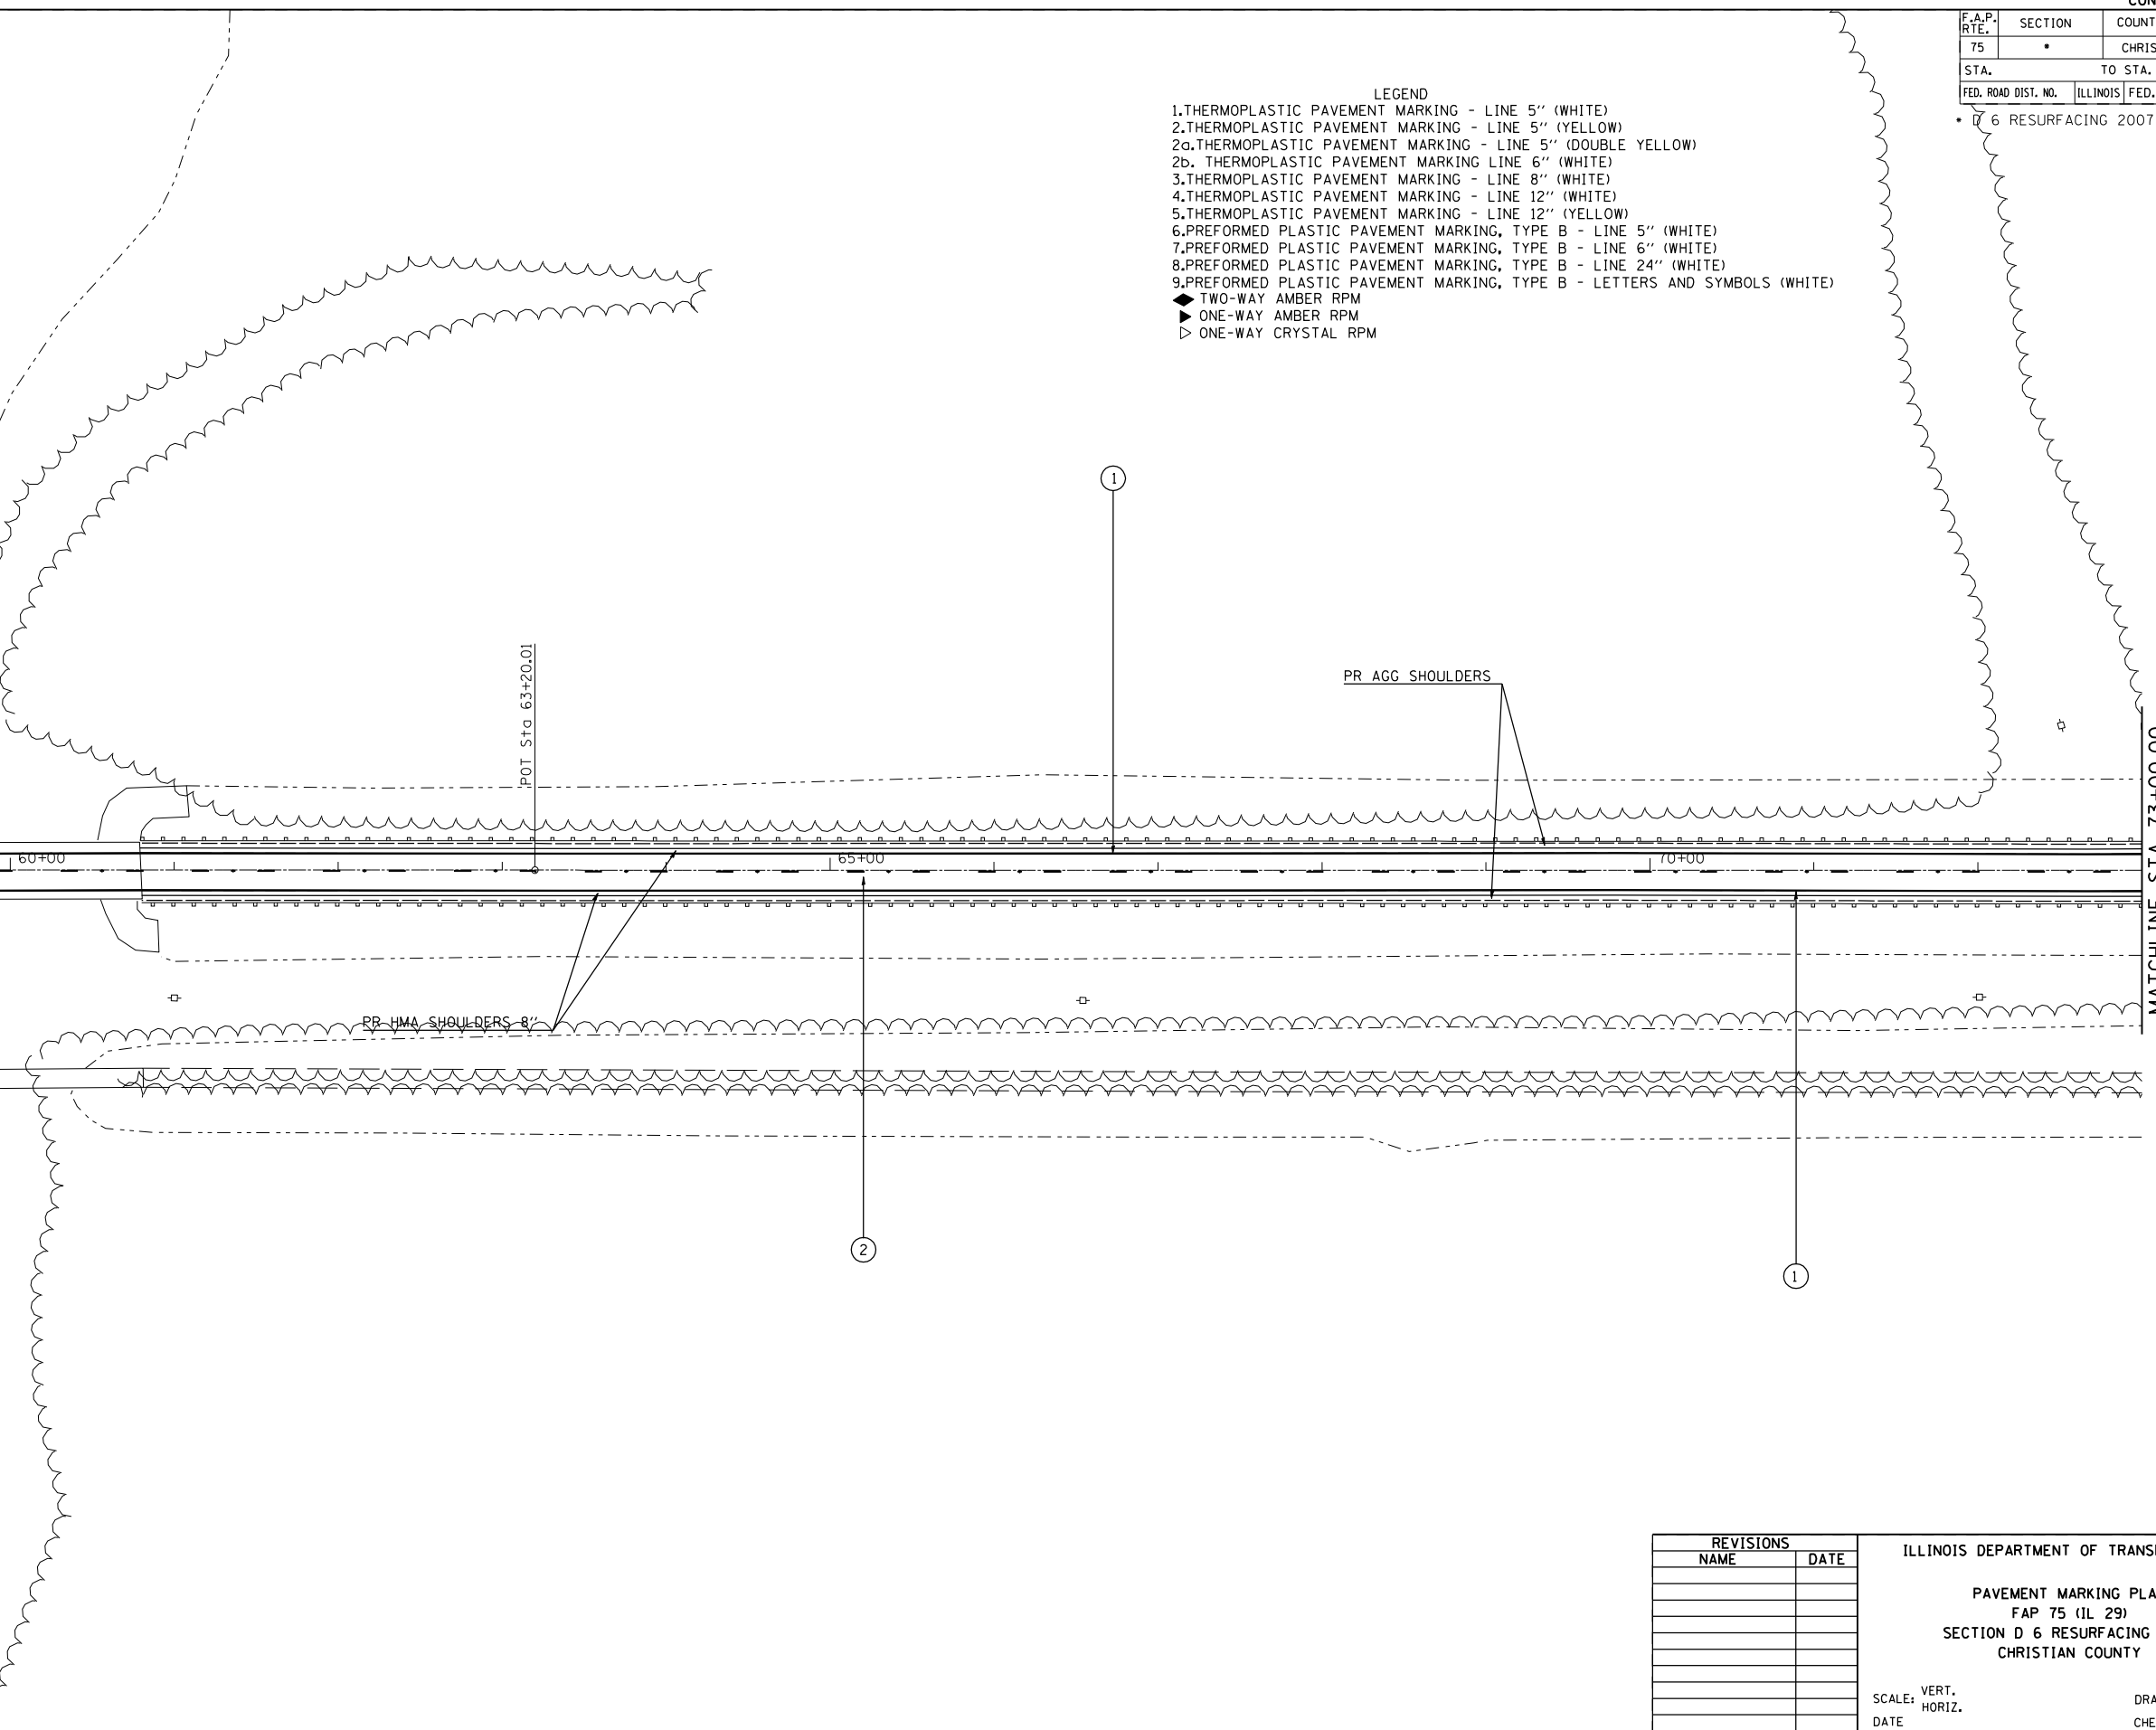 F.A.P. RTE. SECTION
75 * CHRIS
STA. TO STA.
FED. ROAD DIST. NO. ILLINOIS FED.
* D 6 RESURFACING 2007
LEGEND
1.THERMOPLASTIC PAVEMENT MARKING - LINE 5'' (WHITE)
2.THERMOPLASTIC PAVEMENT MARKING - LINE 5'' (YELLOW)
2a.THERMOPLASTIC PAVEMENT MARKING - LINE 5'' (DOUBLE YELLOW)
2b. THERMOPLASTIC PAVEMENT MARKING LINE 6'' (WHITE)
3.THERMOPLASTIC PAVEMENT MARKING - LINE 8'' (WHITE)
4.THERMOPLASTIC PAVEMENT MARKING - LINE 12'' (WHITE)
5.THERMOPLASTIC PAVEMENT MARKING - LINE 12'' (YELLOW)
6.PREFORMED PLASTIC PAVEMENT MARKING, TYPE B - LINE 5'' (WHITE)
7.PREFORMED PLASTIC PAVEMENT MARKING, TYPE B - LINE 6'' (WHITE)
8.PREFORMED PLASTIC PAVEMENT MARKING, TYPE B - LINE 24'' (WHITE)
9.PREFORMED PLASTIC PAVEMENT MARKING, TYPE B - LETTERS AND SYMBOLS (WHITE)
TWO-WAY AMBER RPM
ONE-WAY AMBER RPM
ONE-WAY CRYSTAL RPM
1
POT Sta 63+20.01
PR AGG SHOULDERS
MATCHLINE STA 73+00.00
60+00
65+00
70+00
PR HMA SHOULDERS 8''
2
1
REVISIONS
NAME DATE
ILLINOIS DEPARTMENT OF TRANS
PAVEMENT MARKING PLA
FAP 75 (IL 29)
SECTION D 6 RESURFACING
CHRISTIAN COUNTY
SCALE: VERT.
HORIZ.
DRA
DATE
CHE